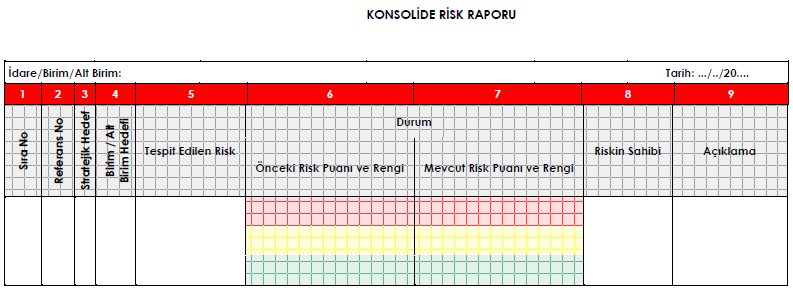 KONSOLİDE RİSK RAPORU
İdare/Birim/Alt Birim: Tarih: .../../20....
1 2 3 4 5 6 7 8 9
Sıra No
Referans No
Stratejik Hedef
Birim / Alt
Birim Hedefi
Tespit Edilen Risk
Durum
Önceki Risk Puanı ve Rengi
Mevcut Risk Puanı ve Rengi
Riskin Sahibi
Açıklama